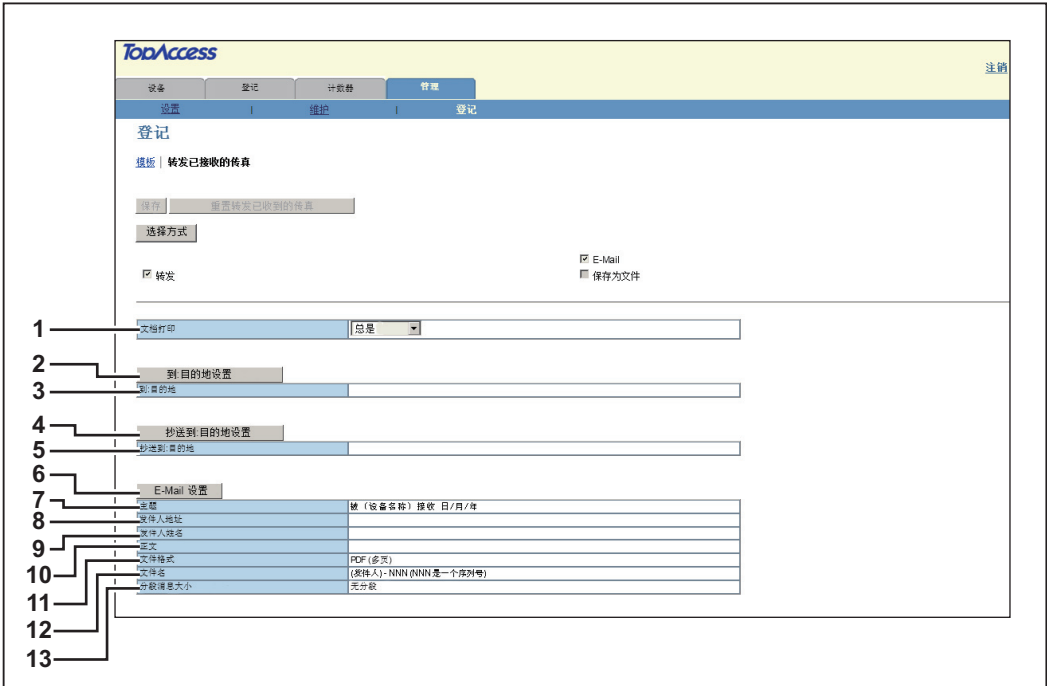 TopAccess
注销
设备 登记 计数器 管理
设置 | 维护 | 登记
登记
模板 | 转发已接收的传真
保存 重置转发已收到的传真
选择方式
E-Mail
转发
保存为文件
1 文档打印 总是
2 到:目的地设置
3 到:目的地
4 抄送到:目的地设置
5 抄送到:目的地
6 E-Mail 设置
7 主题 被（设备名称）接收 日/月/年
8 发件人地址
9 发件人姓名
10 正文
11 文件格式 PDF (多页)
12 文件名 (发件人) - NNN (NNN 是一个序列号)
13 分段消息大小 无分段